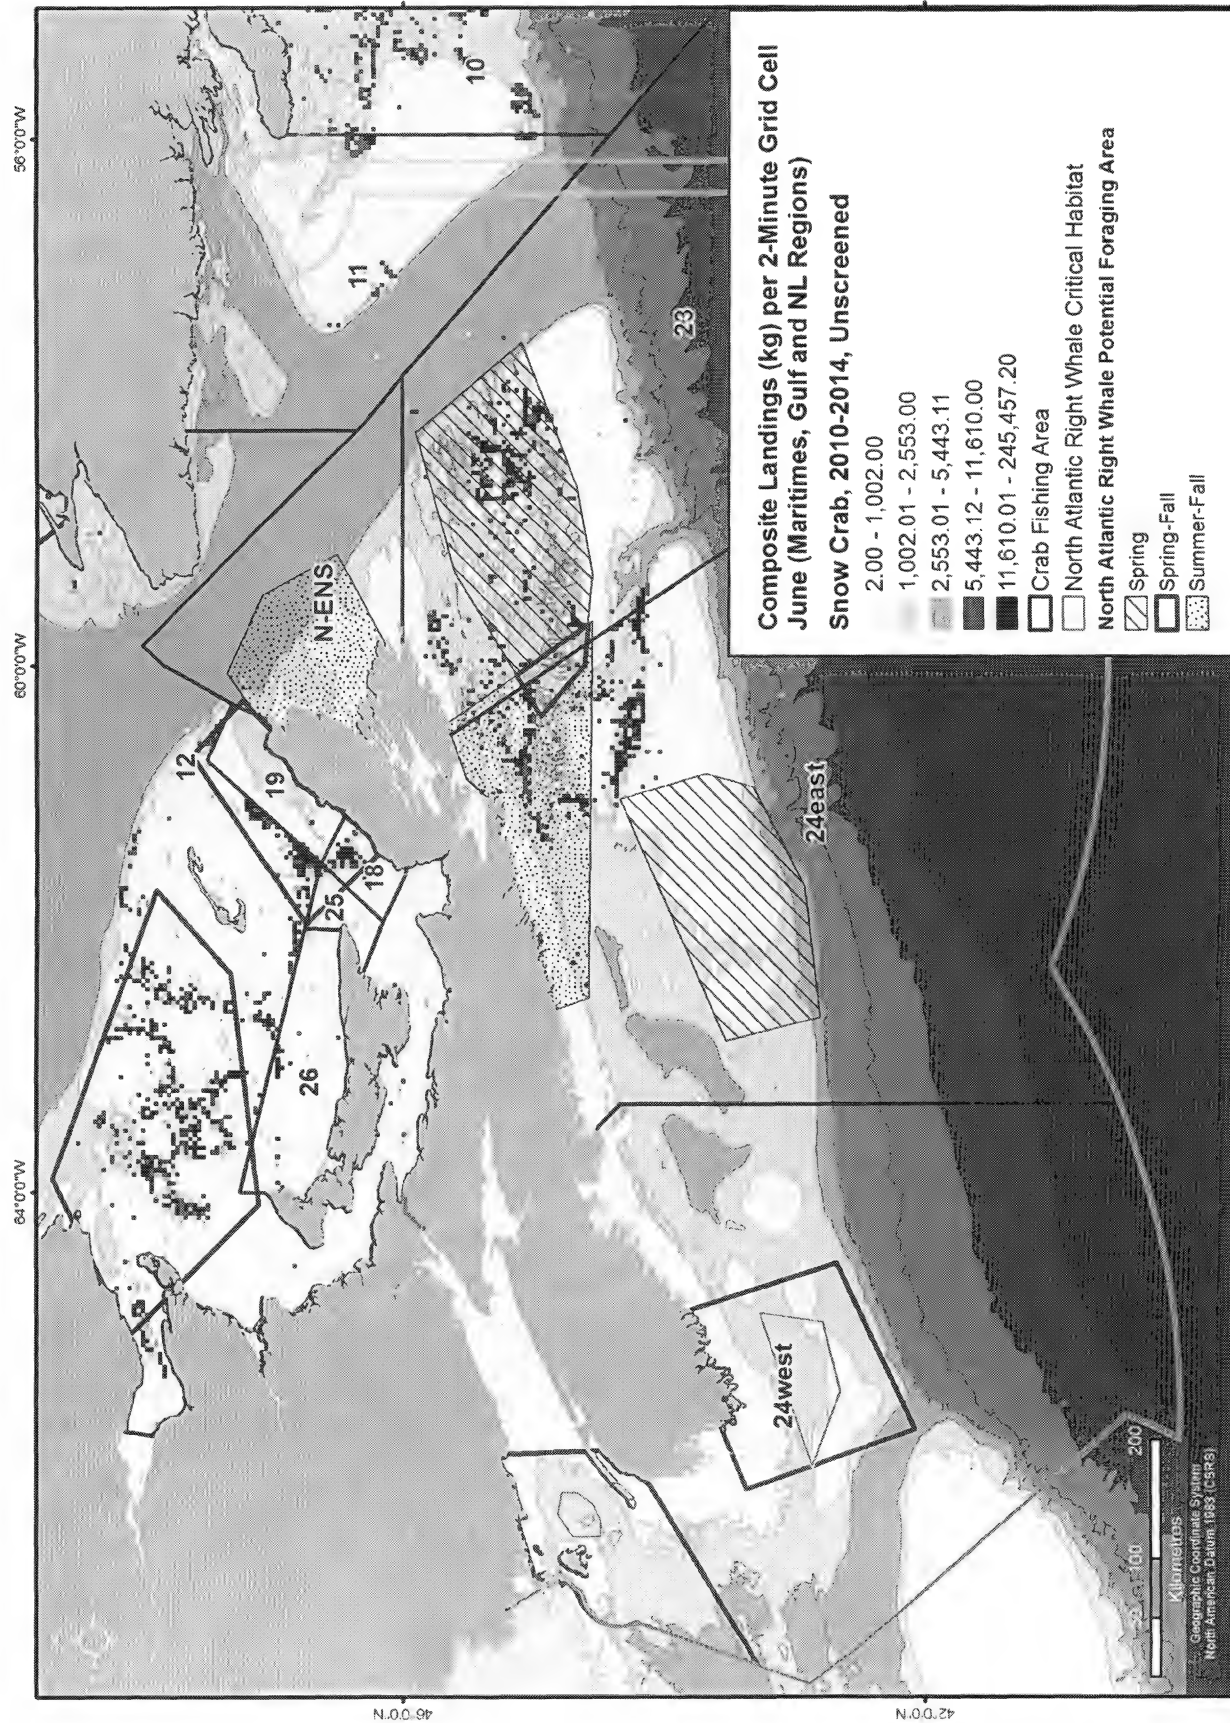 56°0'0"W
60°0'0"W
64°0'0"W
46°0'0"N
42°0'0"N
10
11
23
N-ENS
12
19
18
25
26
24east
24west
Composite Landings (kg) per 2-Minute Grid Cell
June (Maritimes, Gulf and NL Regions)
Snow Crab, 2010-2014, Unscreened
2.00 - 1,002.00
1,002.01 - 2,553.00
2,553.01 - 5,443.11
5,443.12 - 11,610.00
11,610.01 - 245,457.20
Crab Fishing Area
North Atlantic Right Whale Critical Habitat
North Atlantic Right Whale Potential Foraging Area
Spring
Spring-Fall
Summer-Fall
100 200
Kilometres
Geographic Coordinate System
North American Datum 1983 (CSRS)